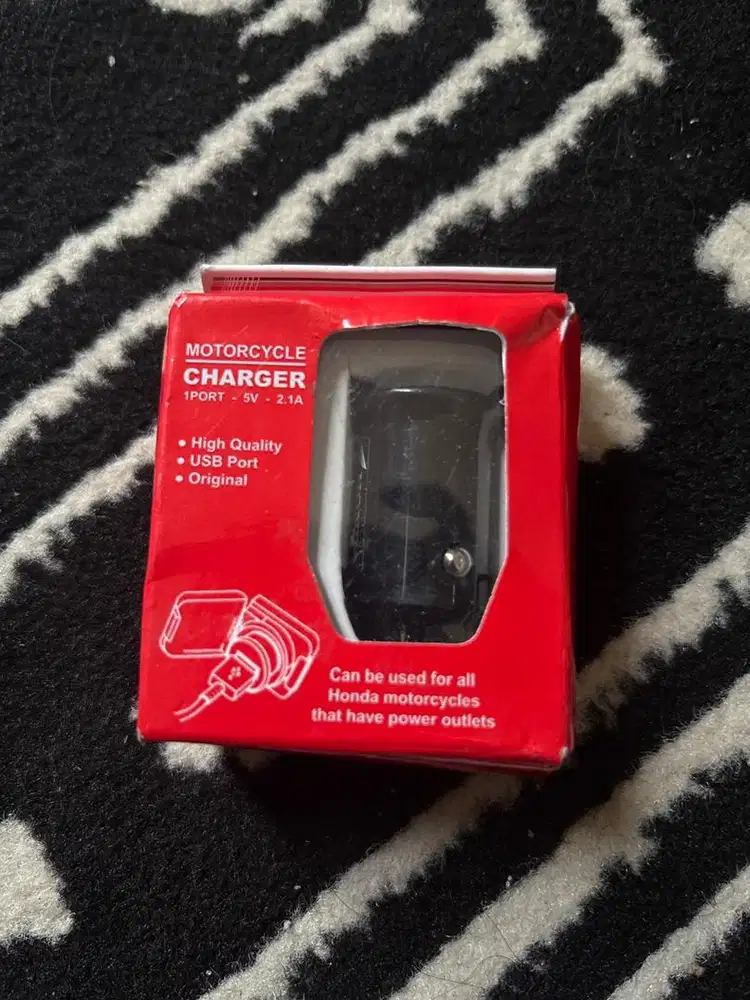 MOTORCYCLE
CHARGER
1PORT - 5V - 2.1A
• High Quality
• USB Port
• Original
Can be used for all
Honda motorcycles
that have power outlets